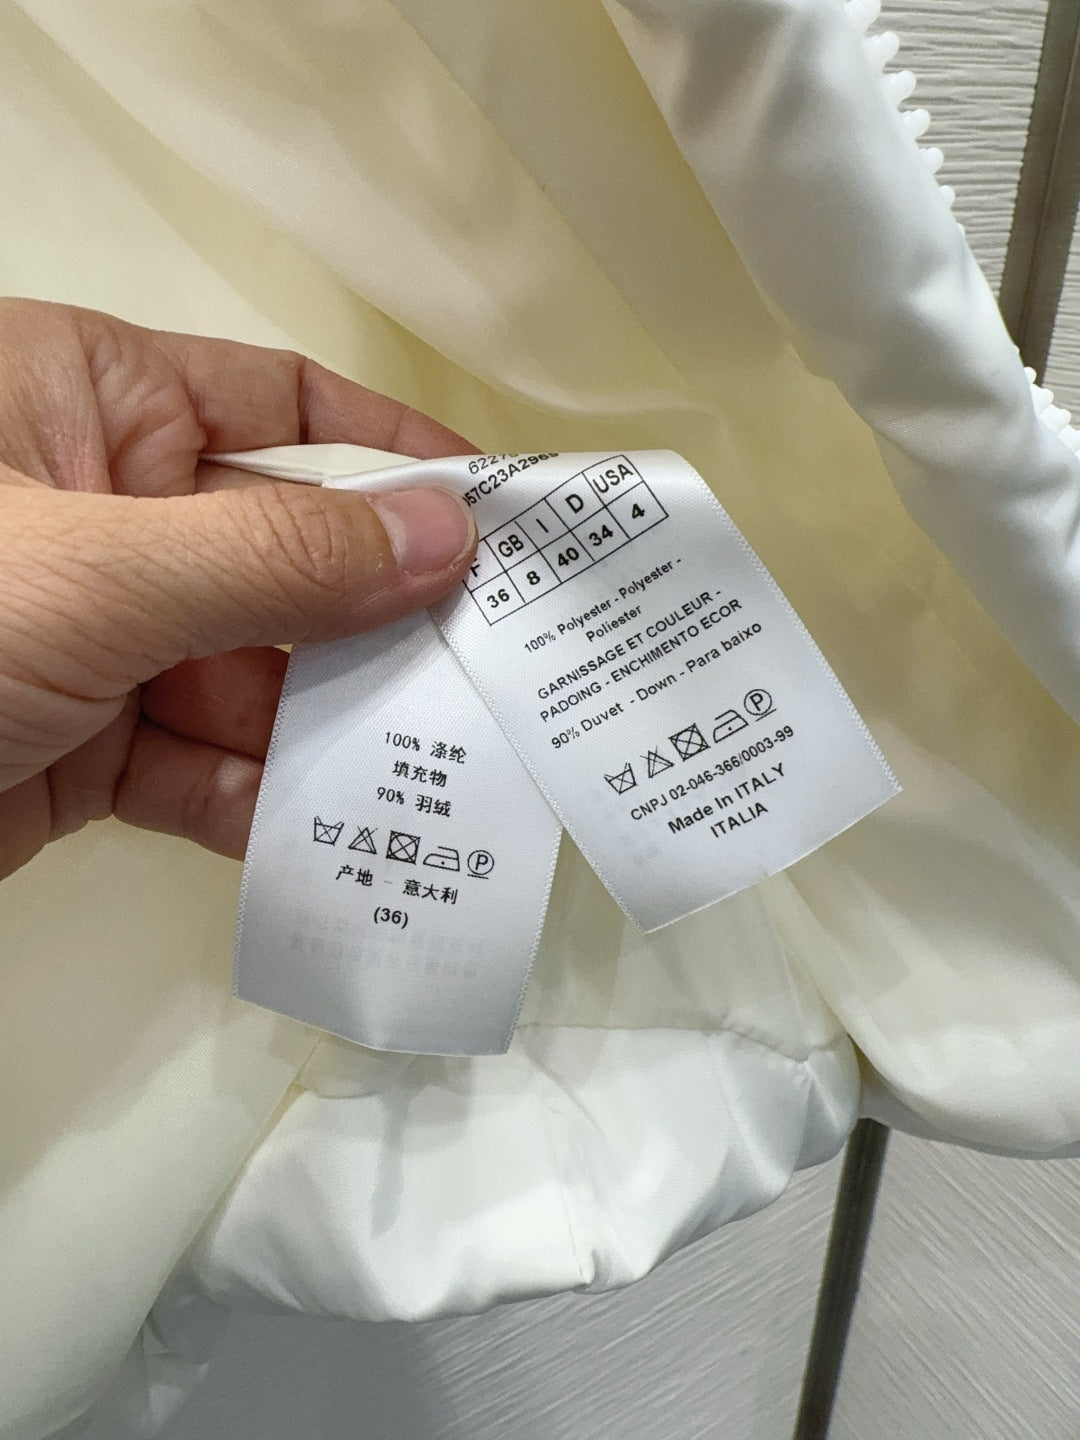 57C23A296
F GB I D USA
36 8 40 34 4
100% Polyester - Polyester -
Poliester
GARNISSAGE ET COULEUR -
PADOING - ENCHIMENTO ECOR
90% Duvet - Down - Para baixo
P
CNPJ 02-046-366/0003-99
Made In ITALY
ITALIA
100% 涤纶
填充物
90% 羽绒
P
产地 - 意大利
(36)